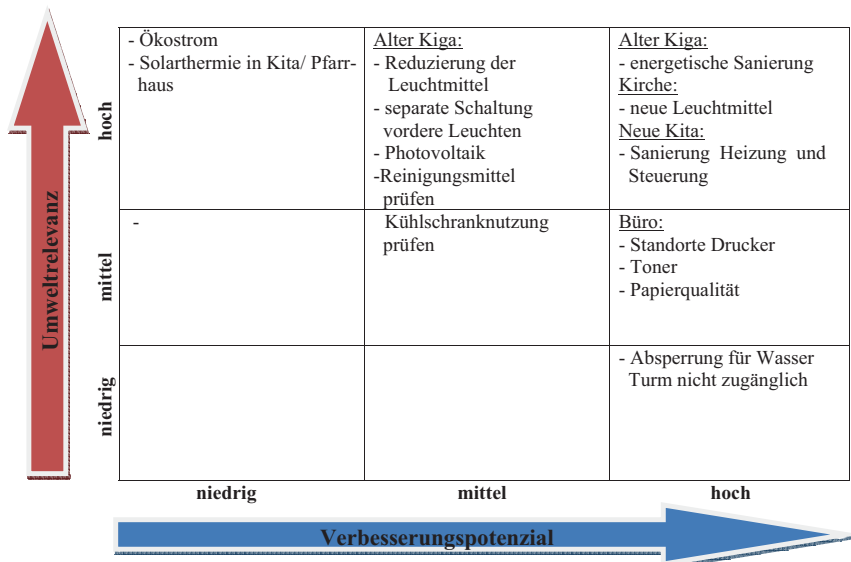 Umweltrelevanz
hoch
- Ökostrom
- Solarthermie in Kita/ Pfarr-
haus
Alter Kiga:
- Reduzierung der
Leuchtmittel
- separate Schaltung
vordere Leuchten
- Photovoltaik
-Reinigungsmittel
prüfen
Alter Kiga:
- energetische Sanierung
Kirche:
- neue Leuchtmittel
Neue Kita:
- Sanierung Heizung und
Steuerung
mittel
-
Kühlschranknutzung
prüfen
Büro:
- Standorte Drucker
- Toner
- Papierqualität
niedrig
- Absperrung für Wasser
Turm nicht zugänglich
niedrig
mittel
hoch
Verbesserungspotenzial